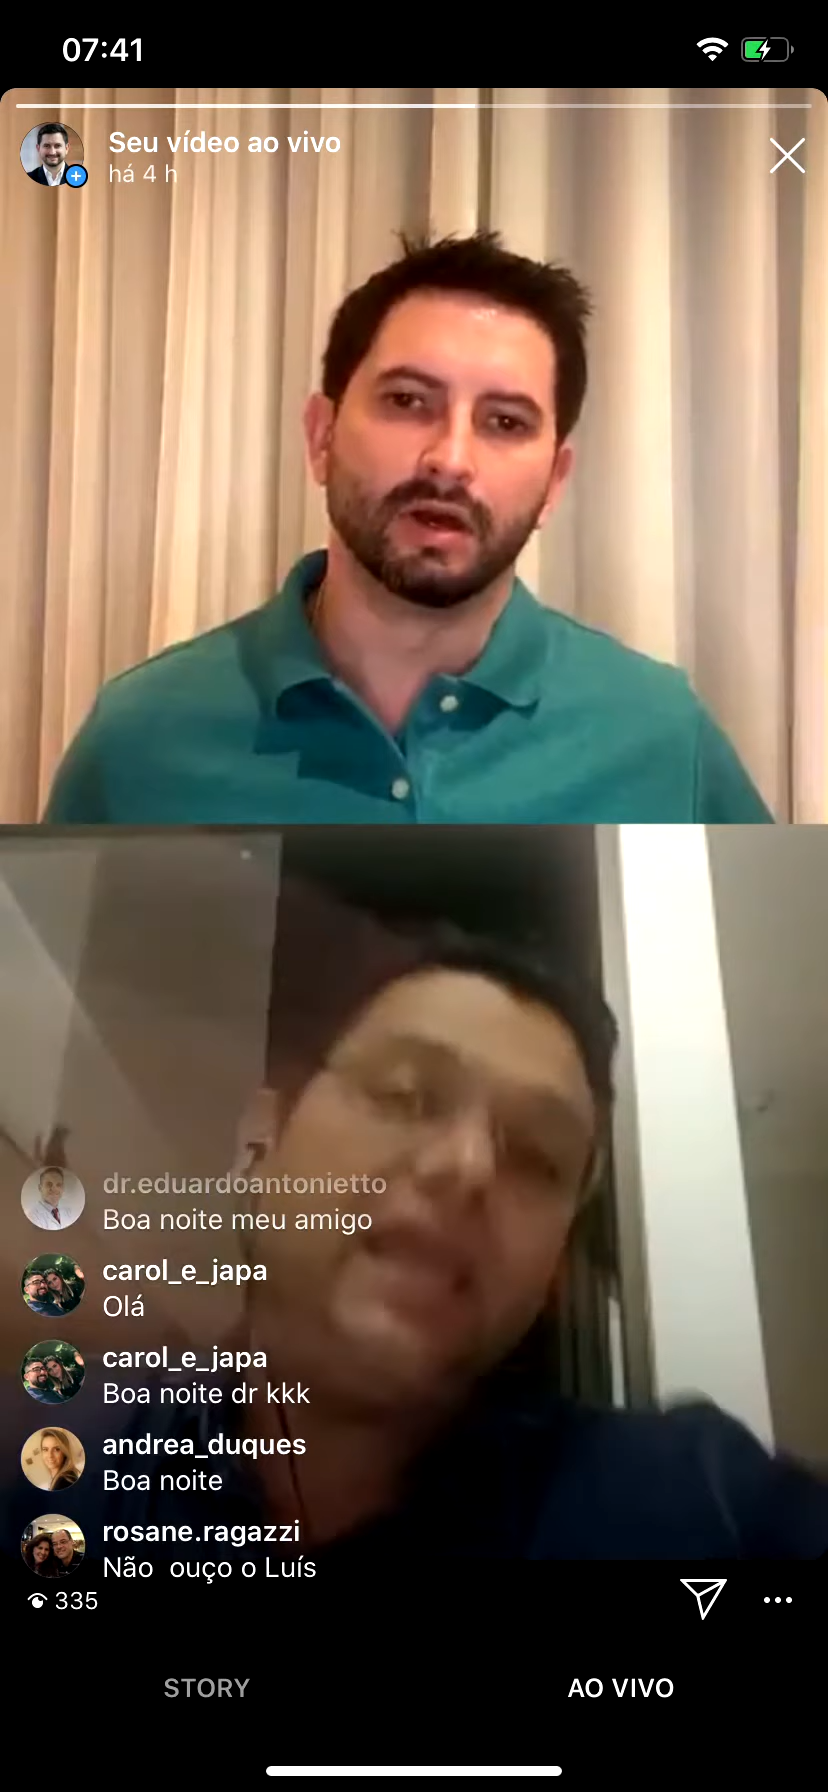 07:41
Seu vídeo ao vivo
há 4 h
dr.eduardoantonietto
Boa noite meu amigo
carol_e_japa
Olá
carol_e_japa
Boa noite dr kkk
andrea_duques
Boa noite
rosane.ragazzi
Não ouço o Luís
335
STORY
AO VIVO